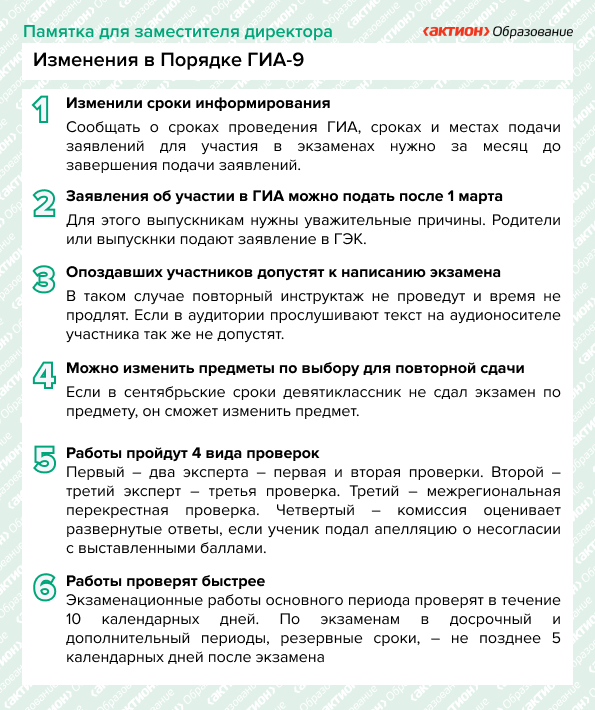 Памятка для заместителя директора
‹актион› Образование
Изменения в Порядке ГИА-9
1 Изменили сроки информирования
Сообщать о сроках проведения ГИА, сроках и местах подачи
заявлений для участия в экзаменах нужно за месяц до
завершения подачи заявлений.
2 Заявления об участии в ГИА можно подать после 1 марта
Для этого выпускникам нужны уважительные причины. Родители
или выпускнки подают заявление в ГЭК.
3 Опоздавших участников допустят к написанию экзамена
В таком случае повторный инструктаж не проведут и время не
продлят. Если в аудитории прослушивают текст на аудионосителе
участника так же не допустят.
4 Можно изменить предметы по выбору для повторной сдачи
Если в сентябрьские сроки девятиклассник не сдал экзамен по
предмету, он сможет изменить предмет.
5 Работы пройдут 4 вида проверок
Первый – два эксперта – первая и вторая проверки. Второй –
третий эксперт – третья проверка. Третий – межрегиональная
перекрестная проверка. Четвертый – комиссия оценивает
развернутые ответы, если ученик подал апелляцию о несогласии
с выставленными баллами.
6 Работы проверят быстрее
Экзаменационные работы основного периода проверят в течение
10 календарных дней. По экзаменам в досрочный и
дополнительный периоды, резервные сроки, – не позднее 5
календарных дней после экзамена